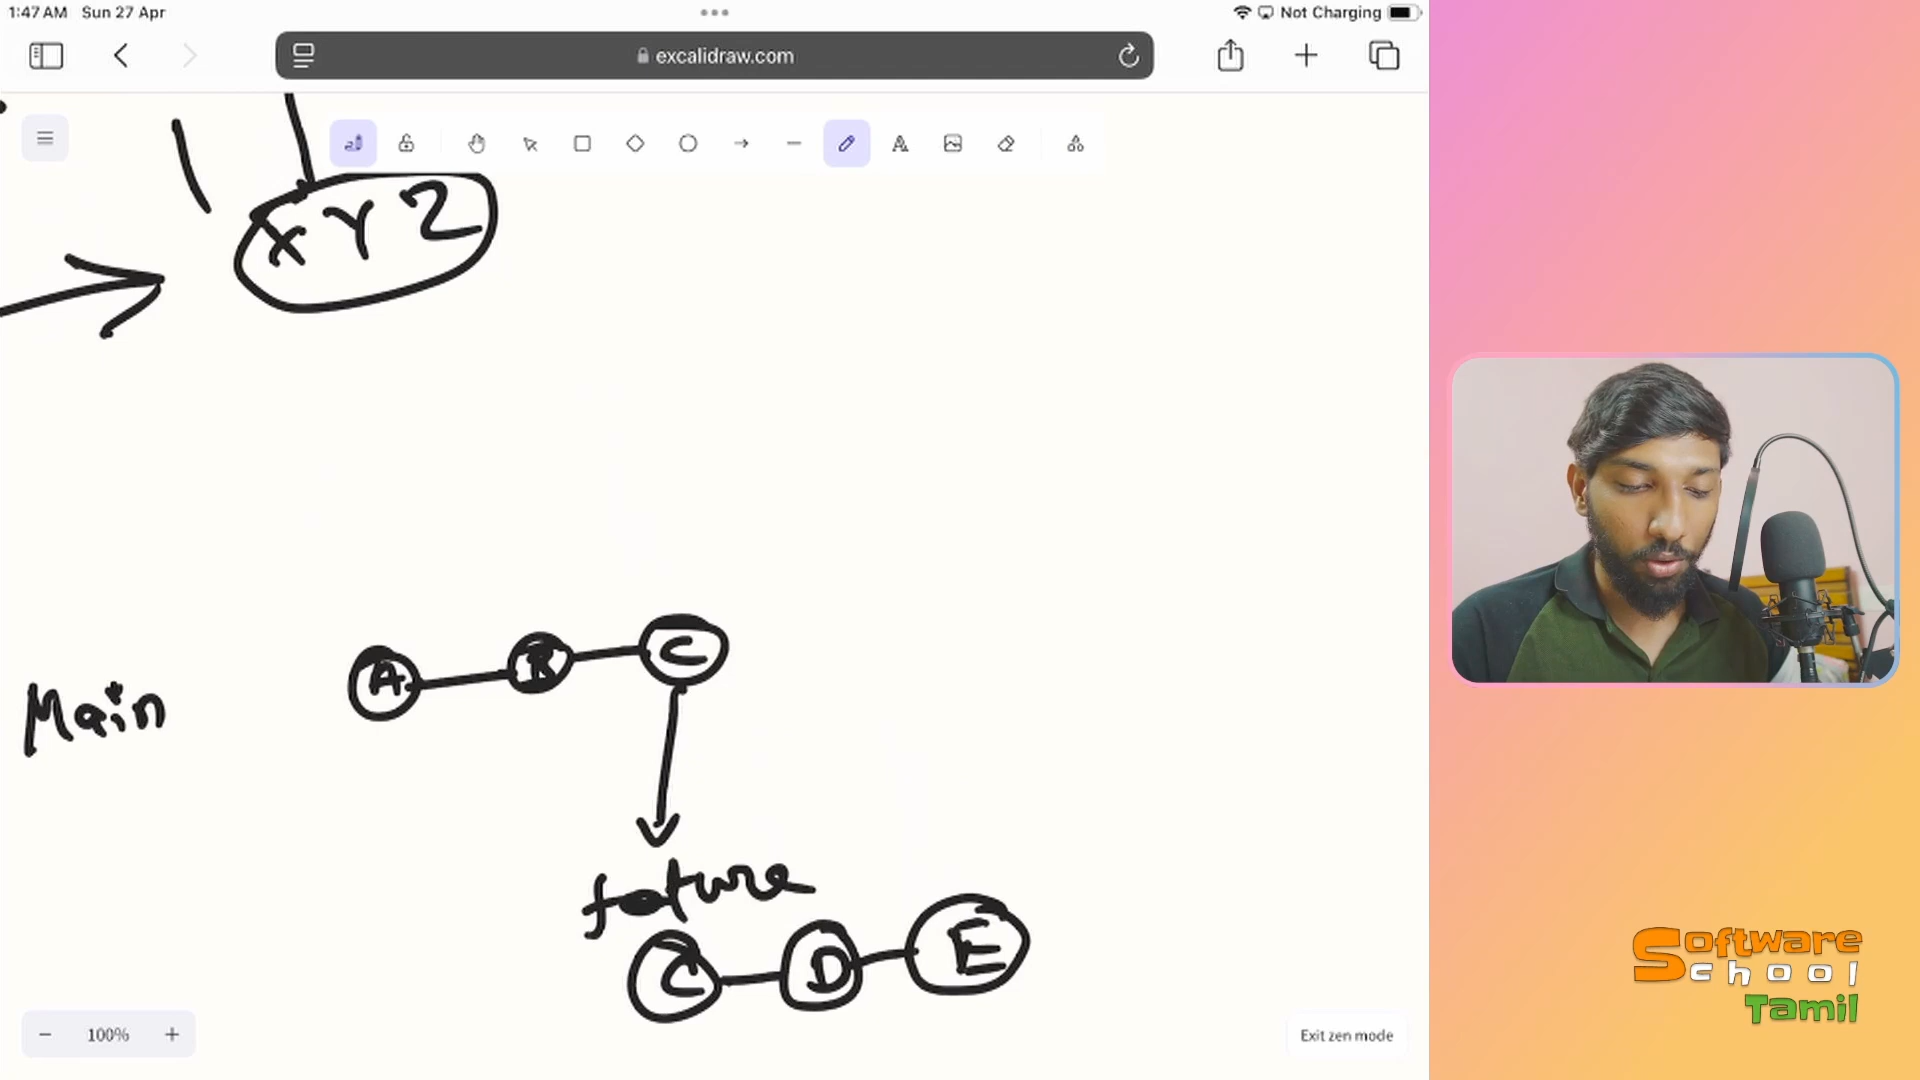 1:47 AM Sun 27 Apr
Not Charging
excalidraw.com
XYZ
A B C
Main
feature
C D E
100%
Exit zen mode
Software
School
Tamil